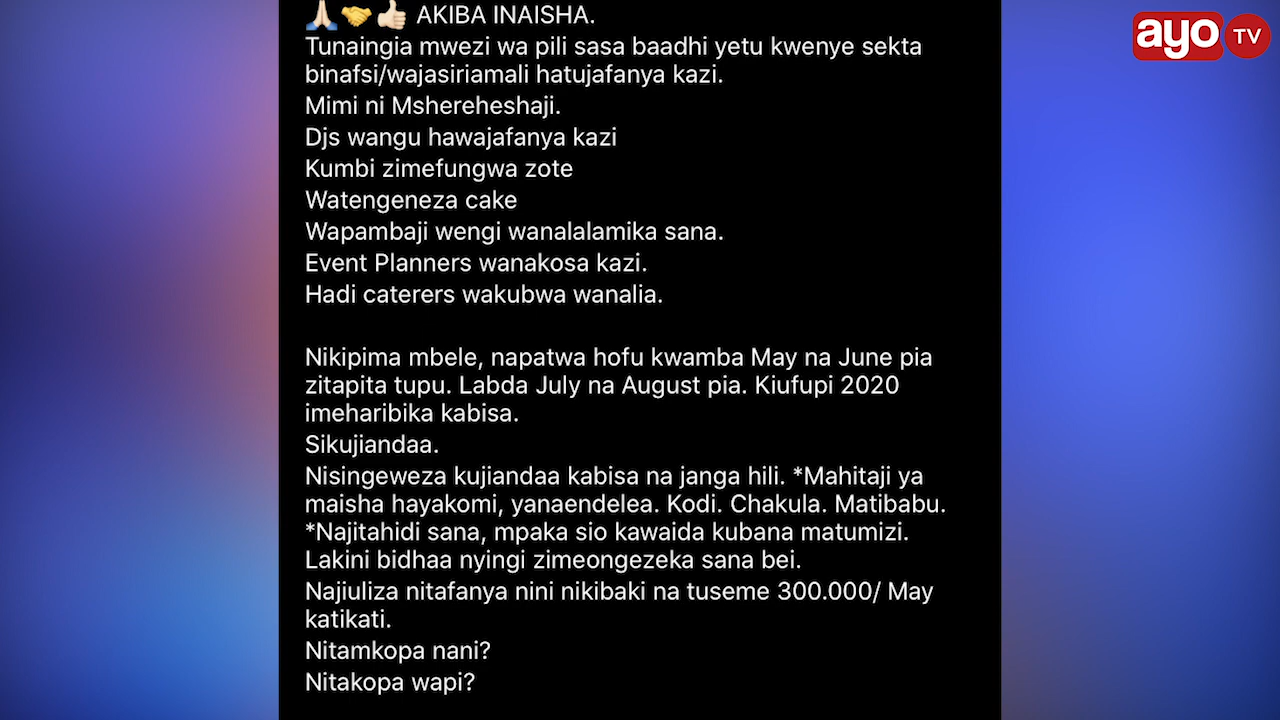 🙏🏻🤝👍🏻 AKIBA INAISHA.
ayo TV
Tunaingia mwezi wa pili sasa baadhi yetu kwenye sekta
binafsi/wajasiriamali hatujafanya kazi.
Mimi ni Mshereheshaji.
Djs wangu hawajafanya kazi
Kumbi zimefungwa zote
Watengeneza cake
Wapambaji wengi wanalalamika sana.
Event Planners wanakosa kazi.
Hadi caterers wakubwa wanalia.
Nikipima mbele, napatwa hofu kwamba May na June pia
zitapita tupu. Labda July na August pia. Kiufupi 2020
imeharibika kabisa.
Sikujiandaa.
Nisingeweza kujiandaa kabisa na janga hili. *Mahitaji ya
maisha hayakomi, yanaendelea. Kodi. Chakula. Matibabu.
*Najitahidi sana, mpaka sio kawaida kubana matumizi.
Lakini bidhaa nyingi zimeongezeka sana bei.
Najiuliza nitafanya nini nikibaki na tuseme 300.000/ May
katikati.
Nitamkopa nani?
Nitakopa wapi?